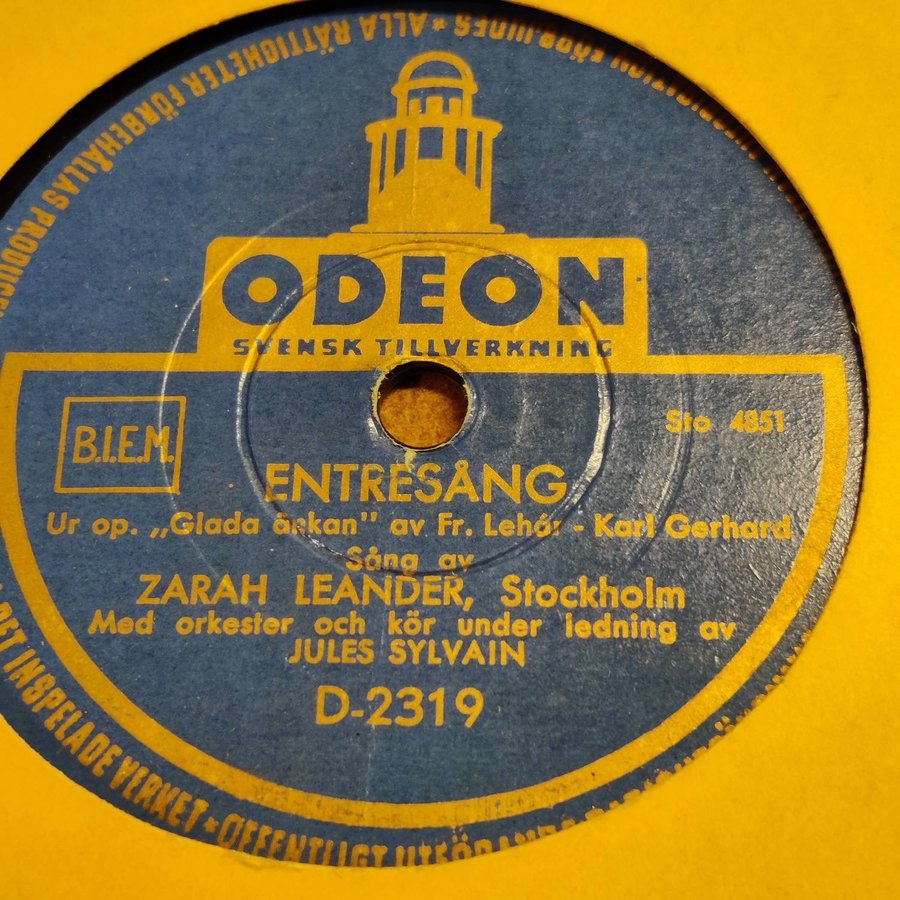 ALLA RÄTTIGHETER FÖRBEHÅLLAS
ODEON
SVENSK TILLVERKNING
B.I.E.M.
Sto 4851
ENTRESÅNG
Ur op. „Glada änkan" av Fr. Lehár - Karl Gerhard
Sång av
ZARAH LEANDER, Stockholm
Med orkester och kör under ledning av
JULES SYLVAIN
D-2319
DET INSPELADE VERKET * OFFENTLIGT